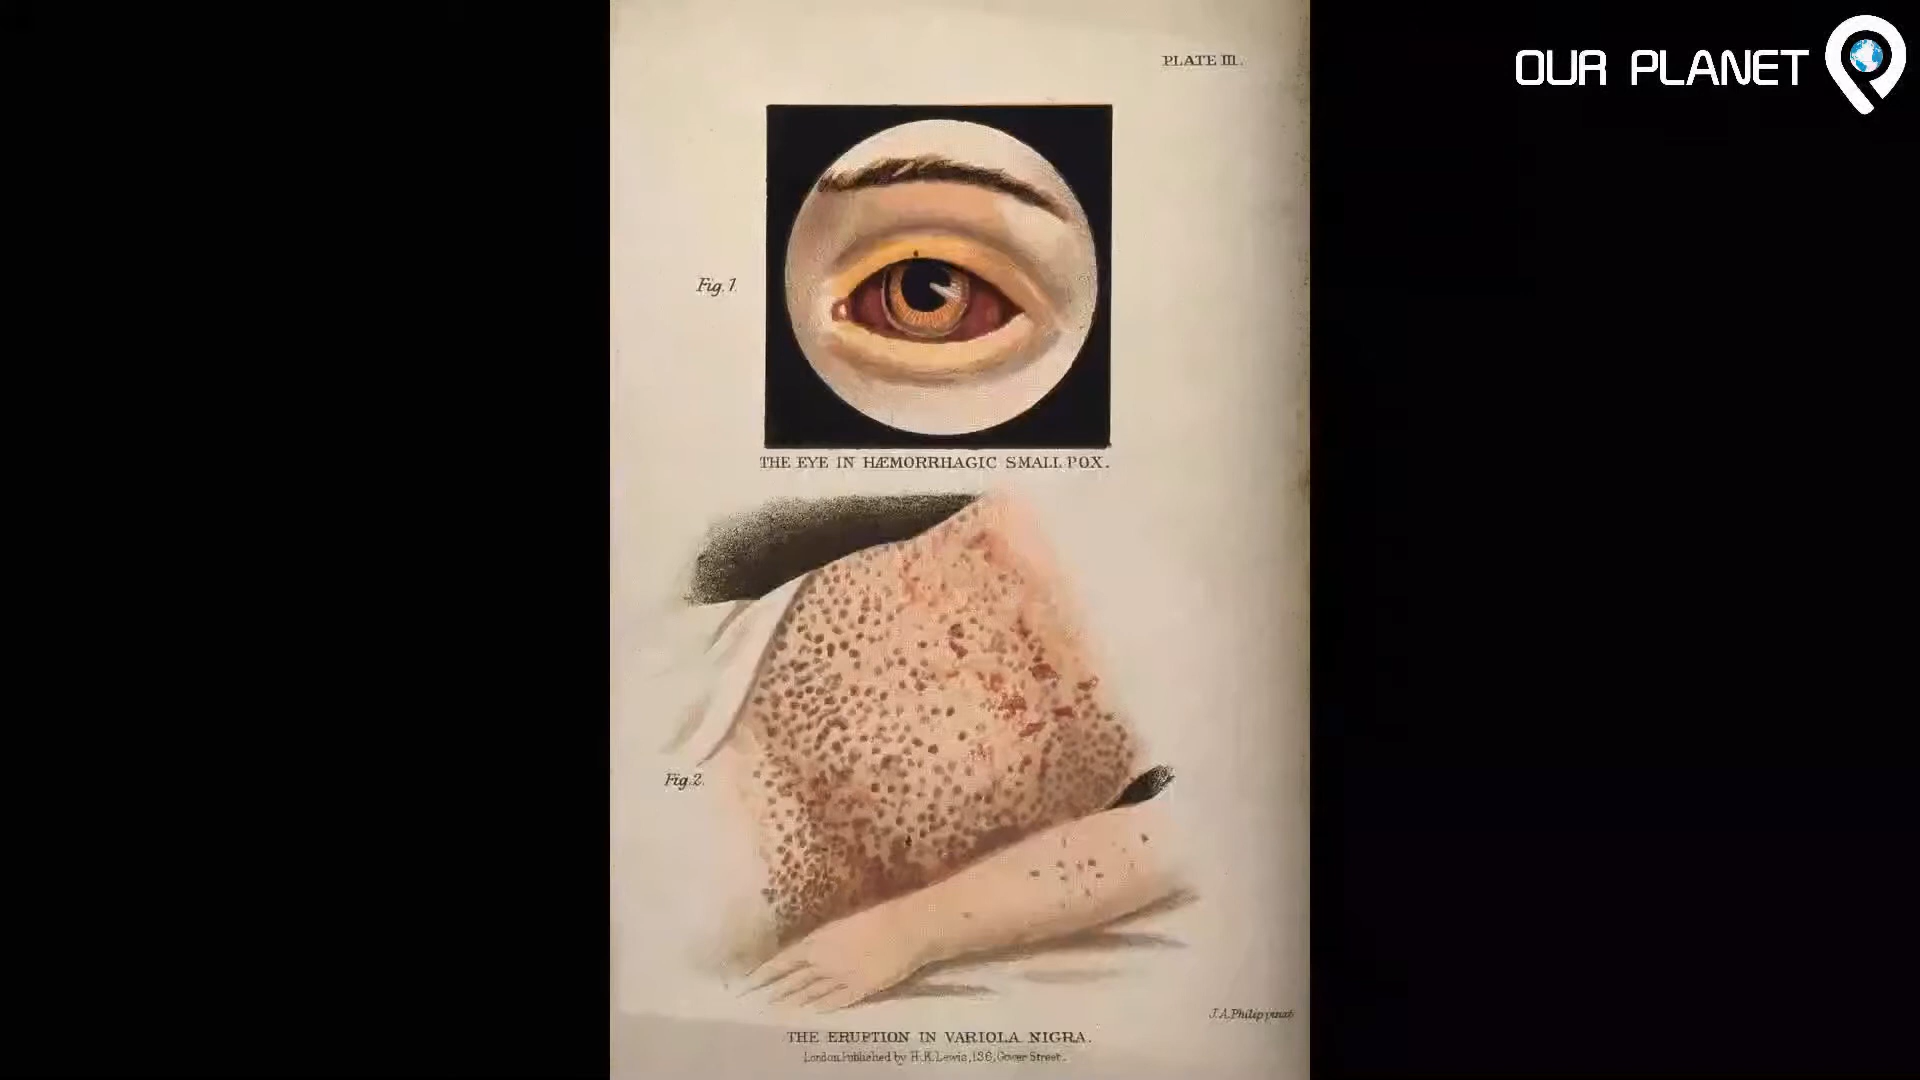 OUR PLANET
PLATE III.
Fig. 1
THE EYE IN HÆMORRHAGIC SMALL POX.
Fig. 2.
J.A. Philip pinxt
THE ERUPTION IN VARIOLA NIGRA.
London. Published by H.K. Lewis, 136, Gower Street.